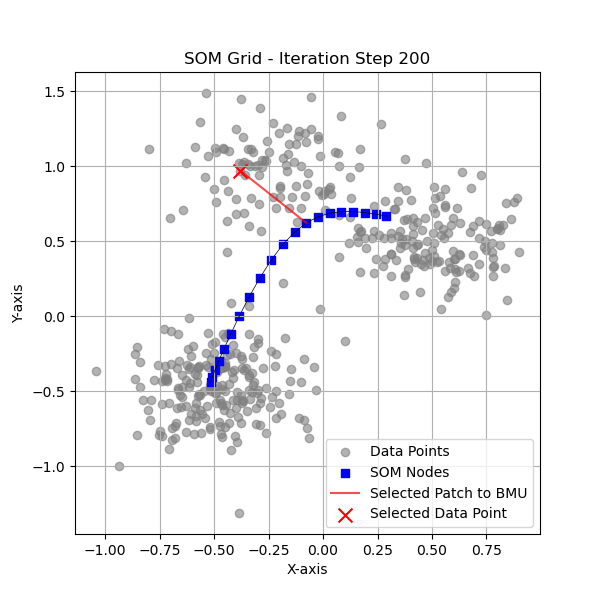 SOM Grid - Iteration Step 200
1.5
1.0
0.5
0.0
−0.5
−1.0
Y-axis
Data Points
SOM Nodes
Selected Patch to BMU
Selected Data Point
−1.00 −0.75 −0.50 −0.25 0.00 0.25 0.50 0.75
X-axis